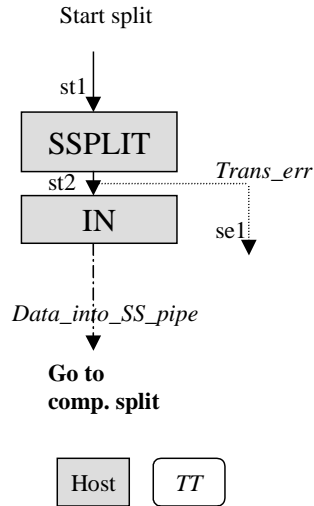 Start split
st1
SSPLIT
st2
Trans_err
IN
se1
Data_into_SS_pipe
Go to
comp. split
Host
TT